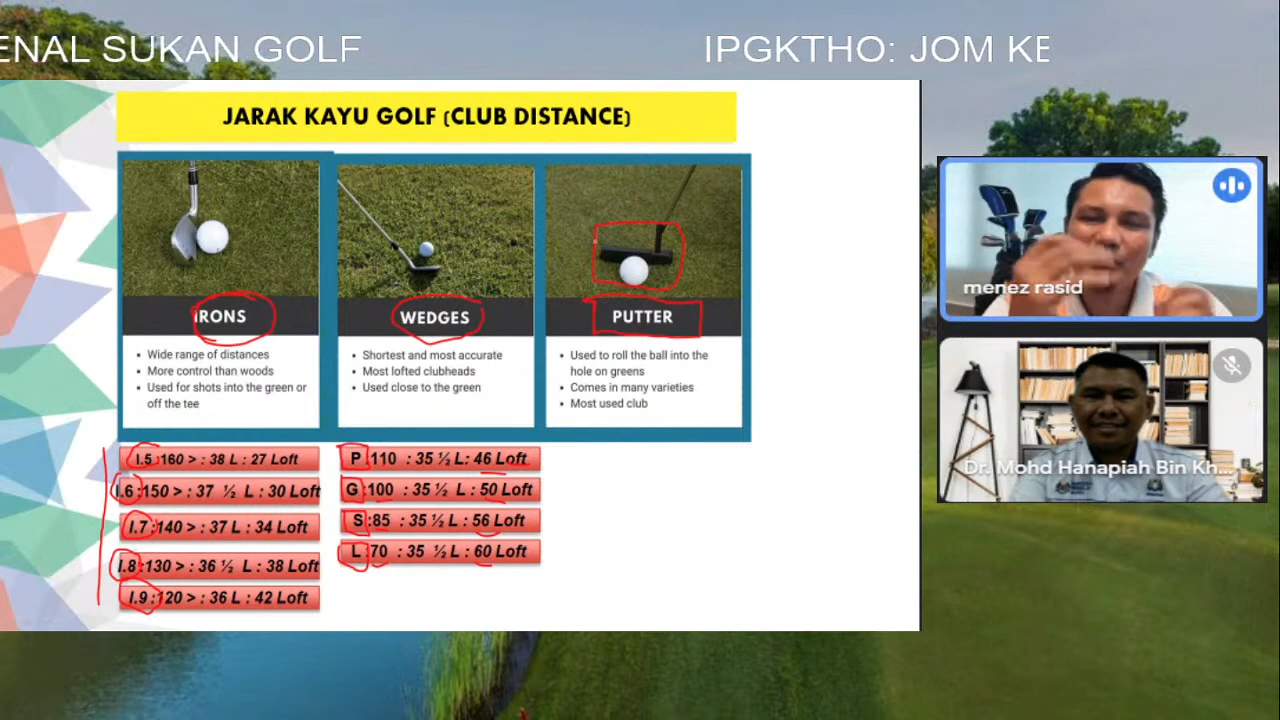 ENAL SUKAN GOLF
IPGKTHO: JOM KE
JARAK KAYU GOLF (CLUB DISTANCE)
IRONS
• Wide range of distances
• More control than woods
• Used for shots into the green or
off the tee
WEDGES
• Shortest and most accurate
• Most lofted clubheads
• Used close to the green
PUTTER
• Used to roll the ball into the
hole on greens
• Comes in many varieties
• Most used club
I.5:160 > : 38 L : 27 Loft
I.6:150 > : 37 ½ L : 30 Loft
I.7:140 > : 37 L : 34 Loft
I.8:130 > : 36 ½ L : 38 Loft
I.9:120 > : 36 L : 42 Loft
P:110 : 35 ½ L : 46 Loft
G:100 : 35 ½ L : 50 Loft
S:85 : 35 ½ L : 56 Loft
L:70 : 35 ½ L : 60 Loft
menez rasid
Dr. Mohd Hanapiah Bin Kh...